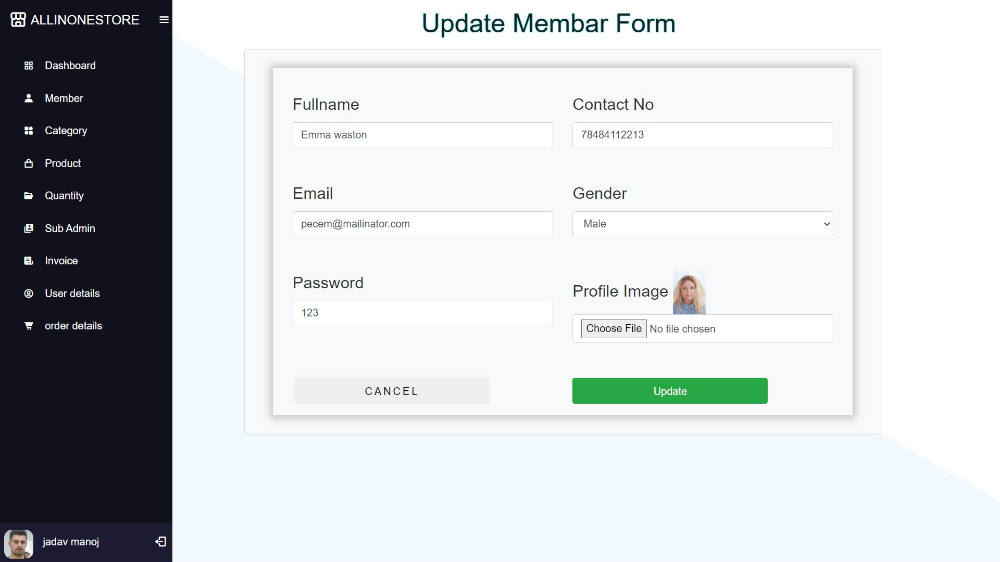 ALLINONESTORE
Dashboard
Member
Category
Product
Quantity
Sub Admin
Invoice
User details
order details
jadav manoj
Update Membar Form
Fullname
Emma waston
Contact No
78484112213
Email
pecem@mailinator.com
Gender
Male
Password
123
Profile Image
Choose File No file chosen
CANCEL
Update